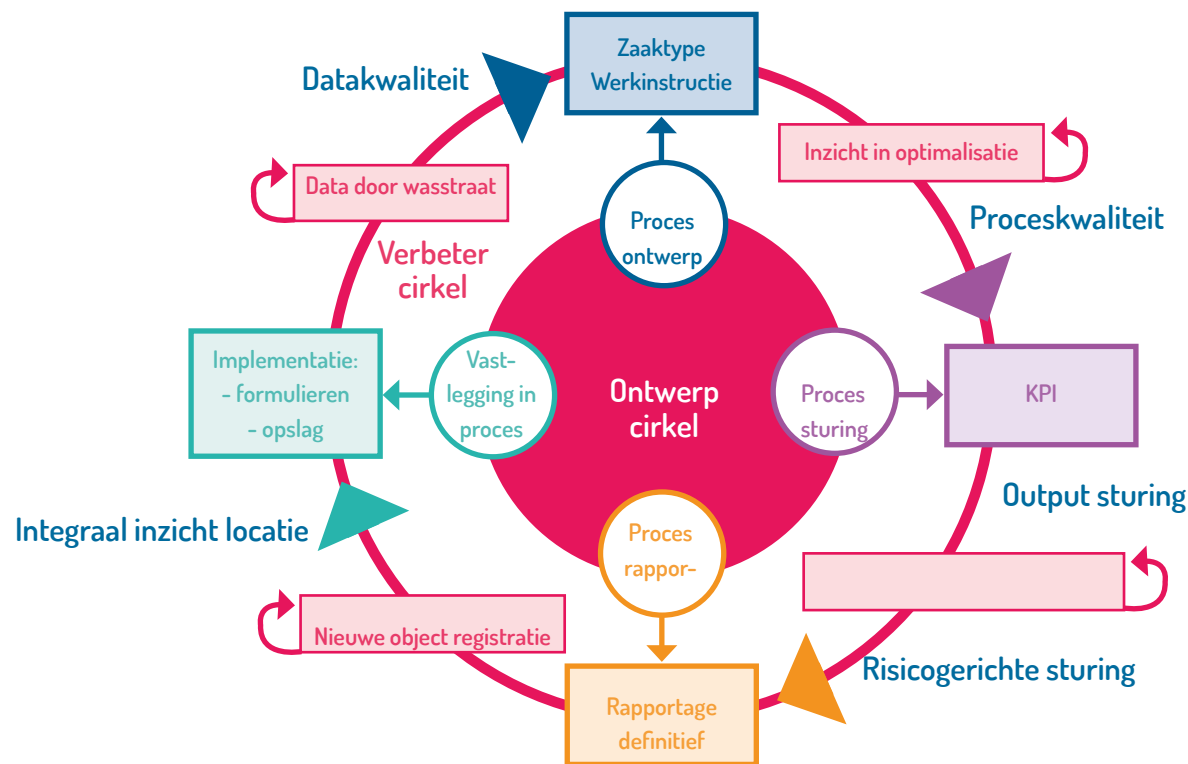 Zaaktype
Werkinstructie
Datakwaliteit
Inzicht in optimalisatie
Data door wasstraat
Proceskwaliteit
Proces
ontwerp
Verbeter
cirkel
Implementatie:
- formulieren
- opslag
Vast-
legging in
proces
Ontwerp
cirkel
Proces
sturing
KPI
Output sturing
Integraal inzicht locatie
Proces
rappor-
Nieuwe object registratie
Risicogerichte sturing
Rapportage
definitief